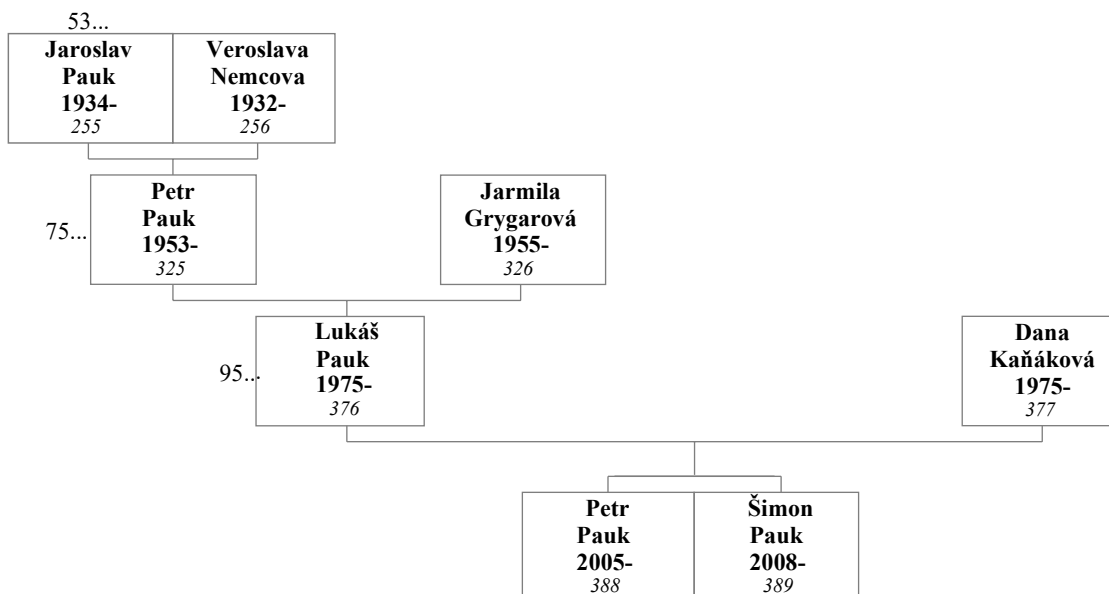 53...
Jaroslav
Pauk
1934-
255
Veroslava
Nemcova
1932-
256
75...
Petr
Pauk
1953-
325
Jarmila
Grygarová
1955-
326
95...
Lukáš
Pauk
1975-
376
Dana
Kaňáková
1975-
377
Petr
Pauk
2005-
388
Šimon
Pauk
2008-
389